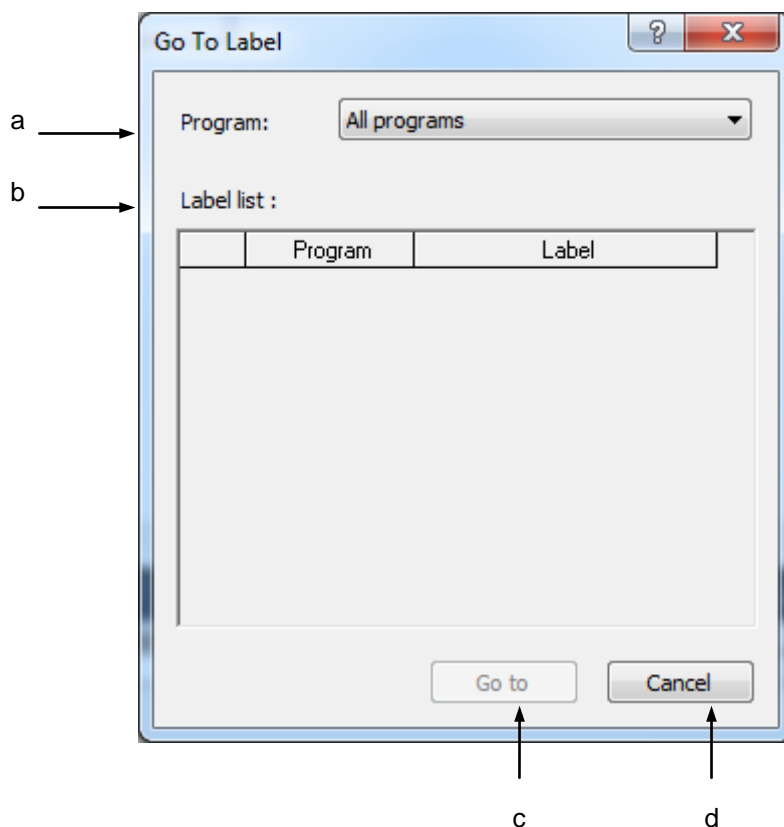 Go To Label
a
Program: All programs
b
Label list :
Program Label
Go to Cancel
c d